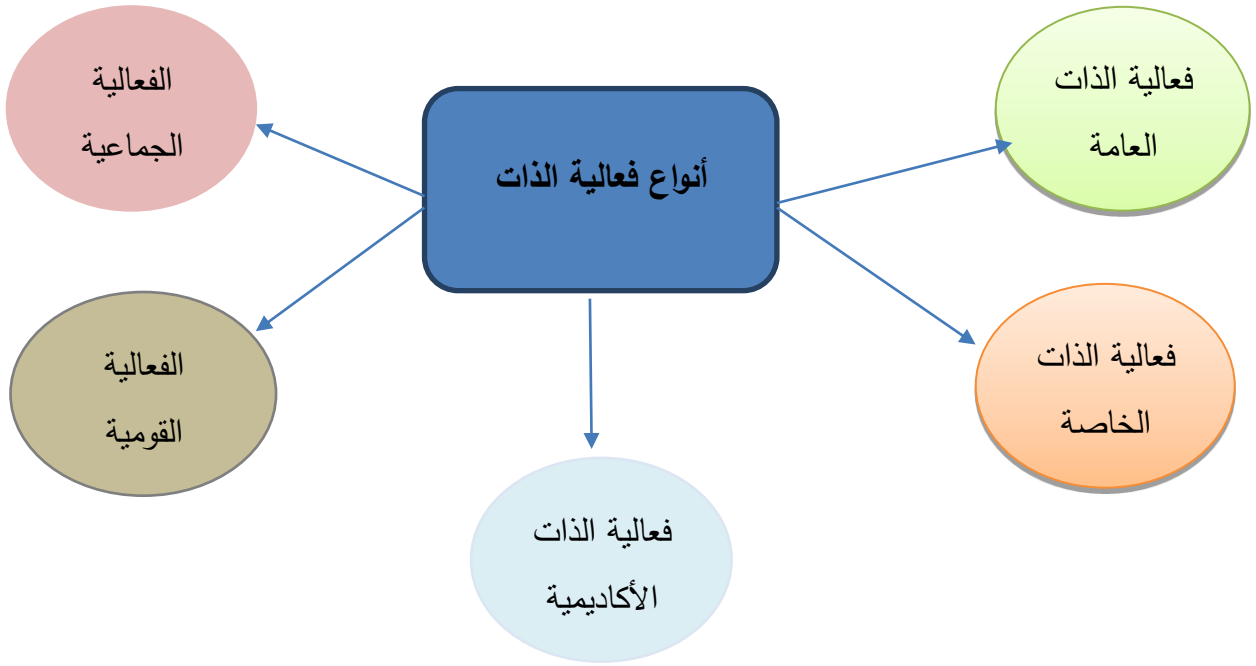 أنواع فعالية الذات
فعالية الذات
العامة
فعالية الذات
الخاصة
فعالية الذات
الأكاديمية
الفعالية
القومية
الفعالية
الجماعية